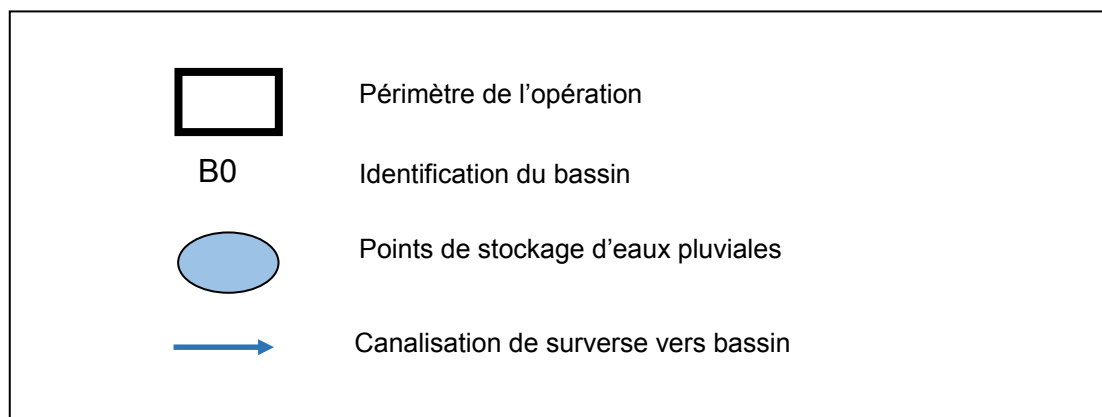 Périmètre de l’opération
B0 Identification du bassin
Points de stockage d’eaux pluviales
Canalisation de surverse vers bassin